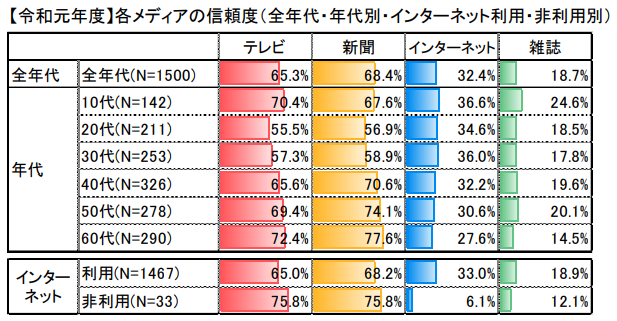 【令和元年度】各メディアの信頼度(全年代・年代別・インターネット利用・非利用別)
テレビ 新聞 インターネット 雑誌
全年代 全年代(N=1500) 65.3% 68.4% 32.4% 18.7%
年代 10代(N=142) 70.4% 67.6% 36.6% 24.6%
20代(N=211) 55.5% 56.9% 34.6% 18.5%
30代(N=253) 57.3% 58.9% 36.0% 17.8%
40代(N=326) 65.6% 70.6% 32.2% 19.6%
50代(N=278) 69.4% 74.1% 30.6% 20.1%
60代(N=290) 72.4% 77.6% 27.6% 14.5%
インター
ネット
利用(N=1467) 65.0% 68.2% 33.0% 18.9%
非利用(N=33) 75.8% 75.8% 6.1% 12.1%